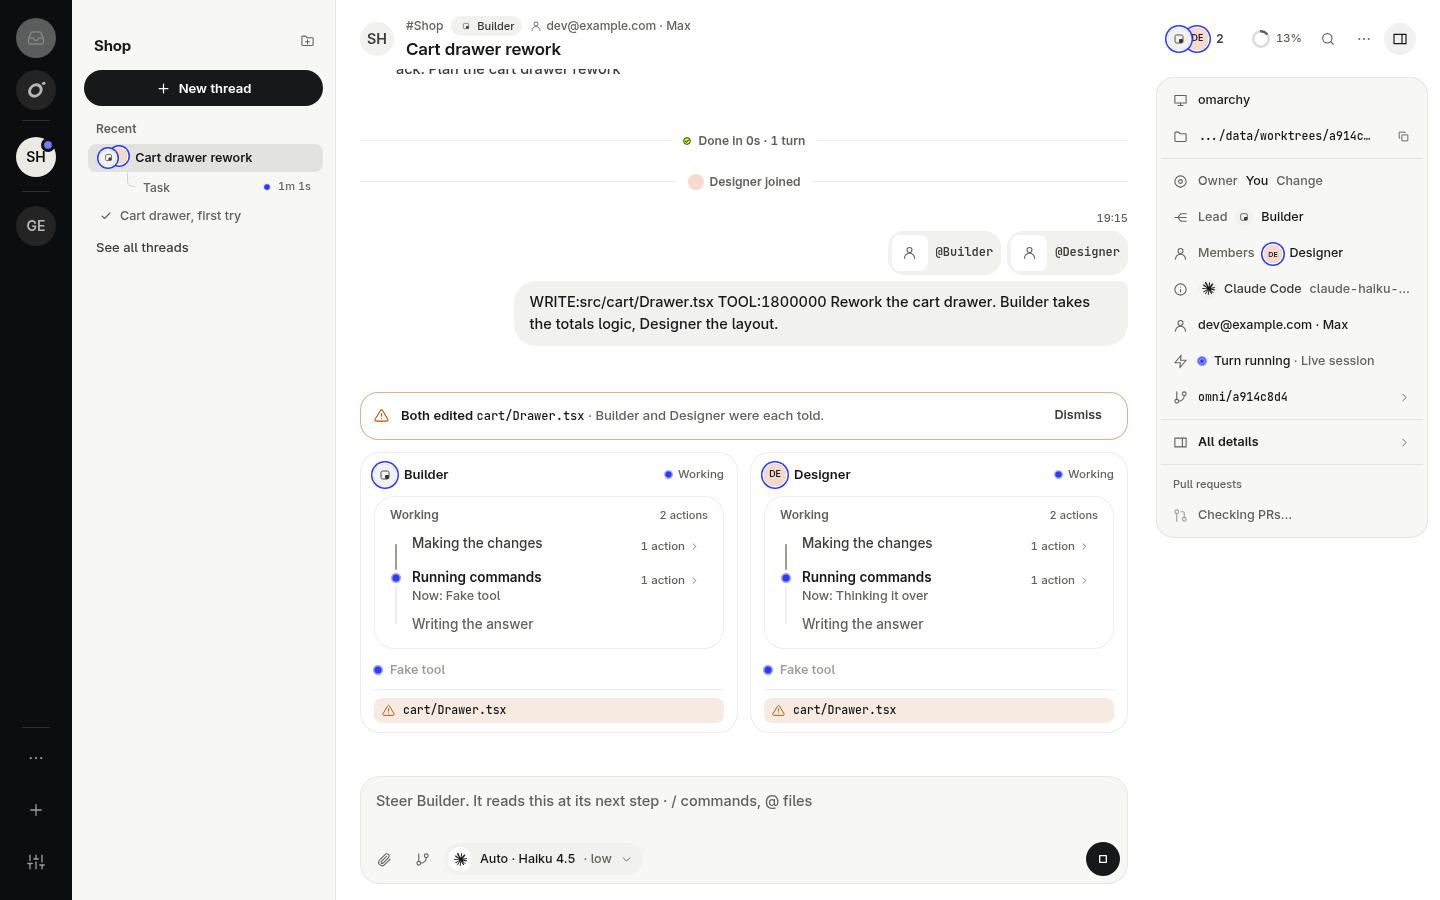 Shop
New thread
Recent
Cart drawer rework
Task
1m 1s
Cart drawer, first try
See all threads
SH
GE
SH
#Shop
Builder
dev@example.com · Max
Cart drawer rework
ack: Plan the cart drawer rework
Done in 0s · 1 turn
Designer joined
19:15
@Builder
@Designer
WRITE:src/cart/Drawer.tsx TOOL:1800000 Rework the cart drawer. Builder takes
the totals logic, Designer the layout.
Both edited cart/Drawer.tsx · Builder and Designer were each told.
Dismiss
Builder
Working
Working
2 actions
Making the changes
1 action
Running commands
1 action
Now: Fake tool
Writing the answer
Fake tool
cart/Drawer.tsx
DE
Designer
Working
Working
2 actions
Making the changes
1 action
Running commands
1 action
Now: Thinking it over
Writing the answer
Fake tool
cart/Drawer.tsx
Steer Builder. It reads this at its next step · / commands, @ files
Auto · Haiku 4.5 · low
DE
2
13%
omarchy
.../data/worktrees/a914c…
Owner You Change
Lead Builder
Members DE Designer
Claude Code claude-haiku-...
dev@example.com · Max
Turn running · Live session
omni/a914c8d4
All details
Pull requests
Checking PRs...